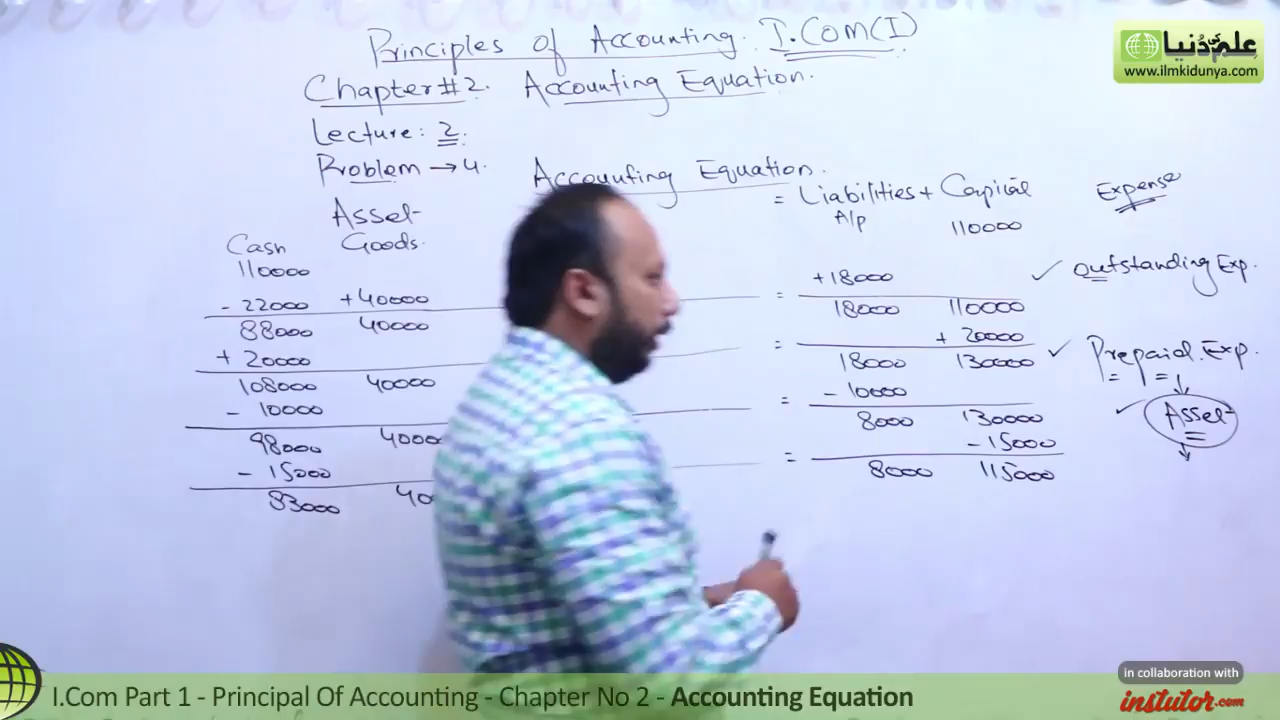 Principles of Accounting. I.COM(I)
علم کی دُنیا
www.ilmkidunya.com
Chapter#2. Accounting Equation.
Lecture: 2.
Problem → 4. Accounting Equation.
Asset = Liabilities + Capital Expense
Cash Goods. A/p 110000
110000
+18000 ✓ Outstanding Exp.
- 22000 +40000 =
88000 40000 18000 110000
+ 20000 = + 20000
108000 40000 18000 130000 ✓ Prepaid. Exp.
- 10000 = - 10000
98000 40000 8000 130000 ✓ Asset
- 15000 = - 15000
83000 40 8000 115000
in collaboration with
instutor.com
I.Com Part 1 - Principal Of Accounting - Chapter No 2 - Accounting Equation